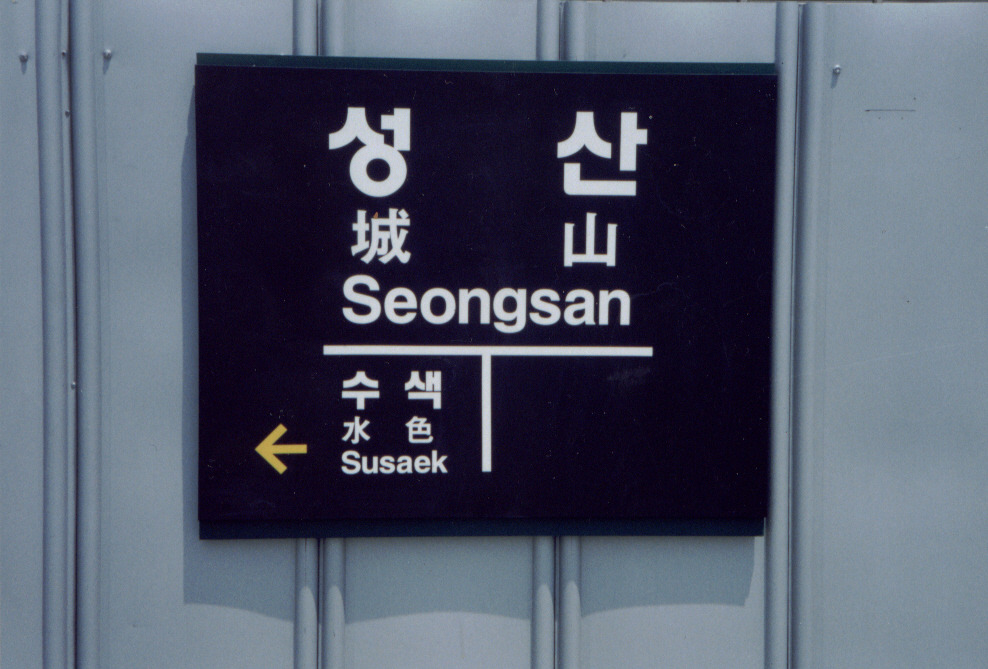 성 산
城 山
Seongsan
수 색
水 色
Susaek